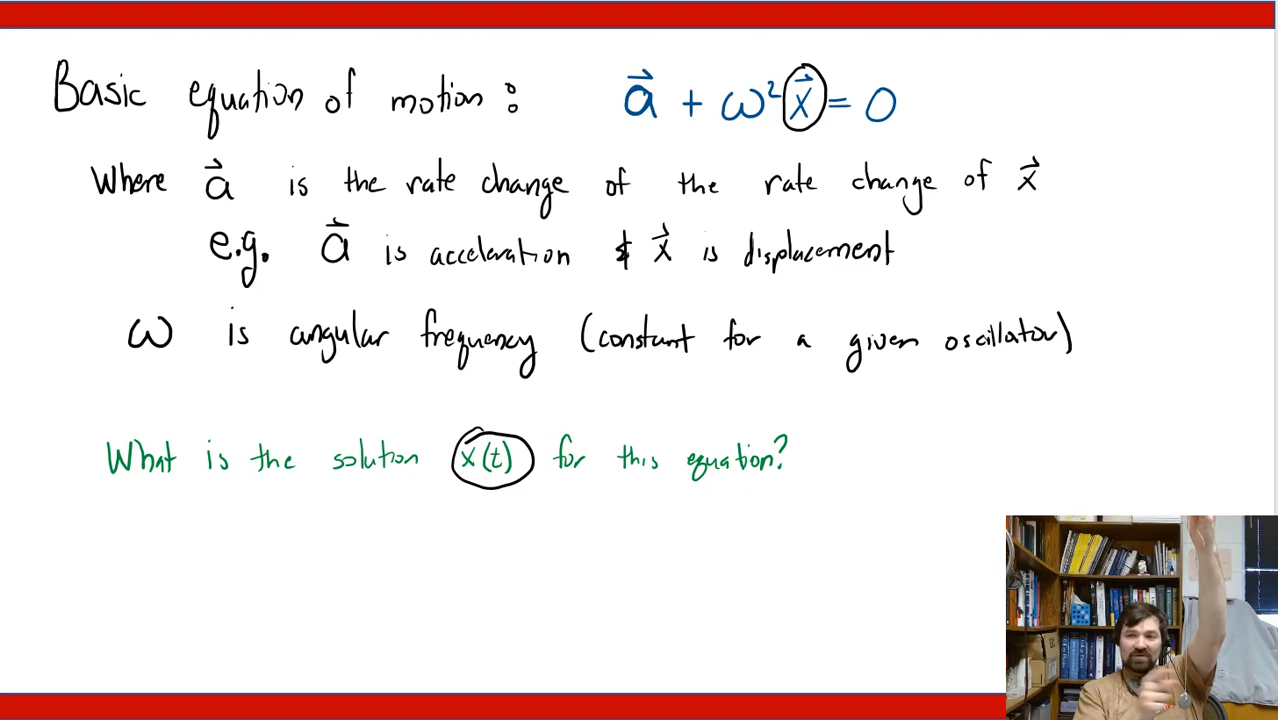 Basic equation of motion: a⃗ + ω²x⃗ = 0
Where a⃗ is the rate change of the rate change of x⃗
e.g. a⃗ is acceleration & x⃗ is displacement
ω is angular frequency (constant for a given oscillator)
What is the solution x(t) for this equation?